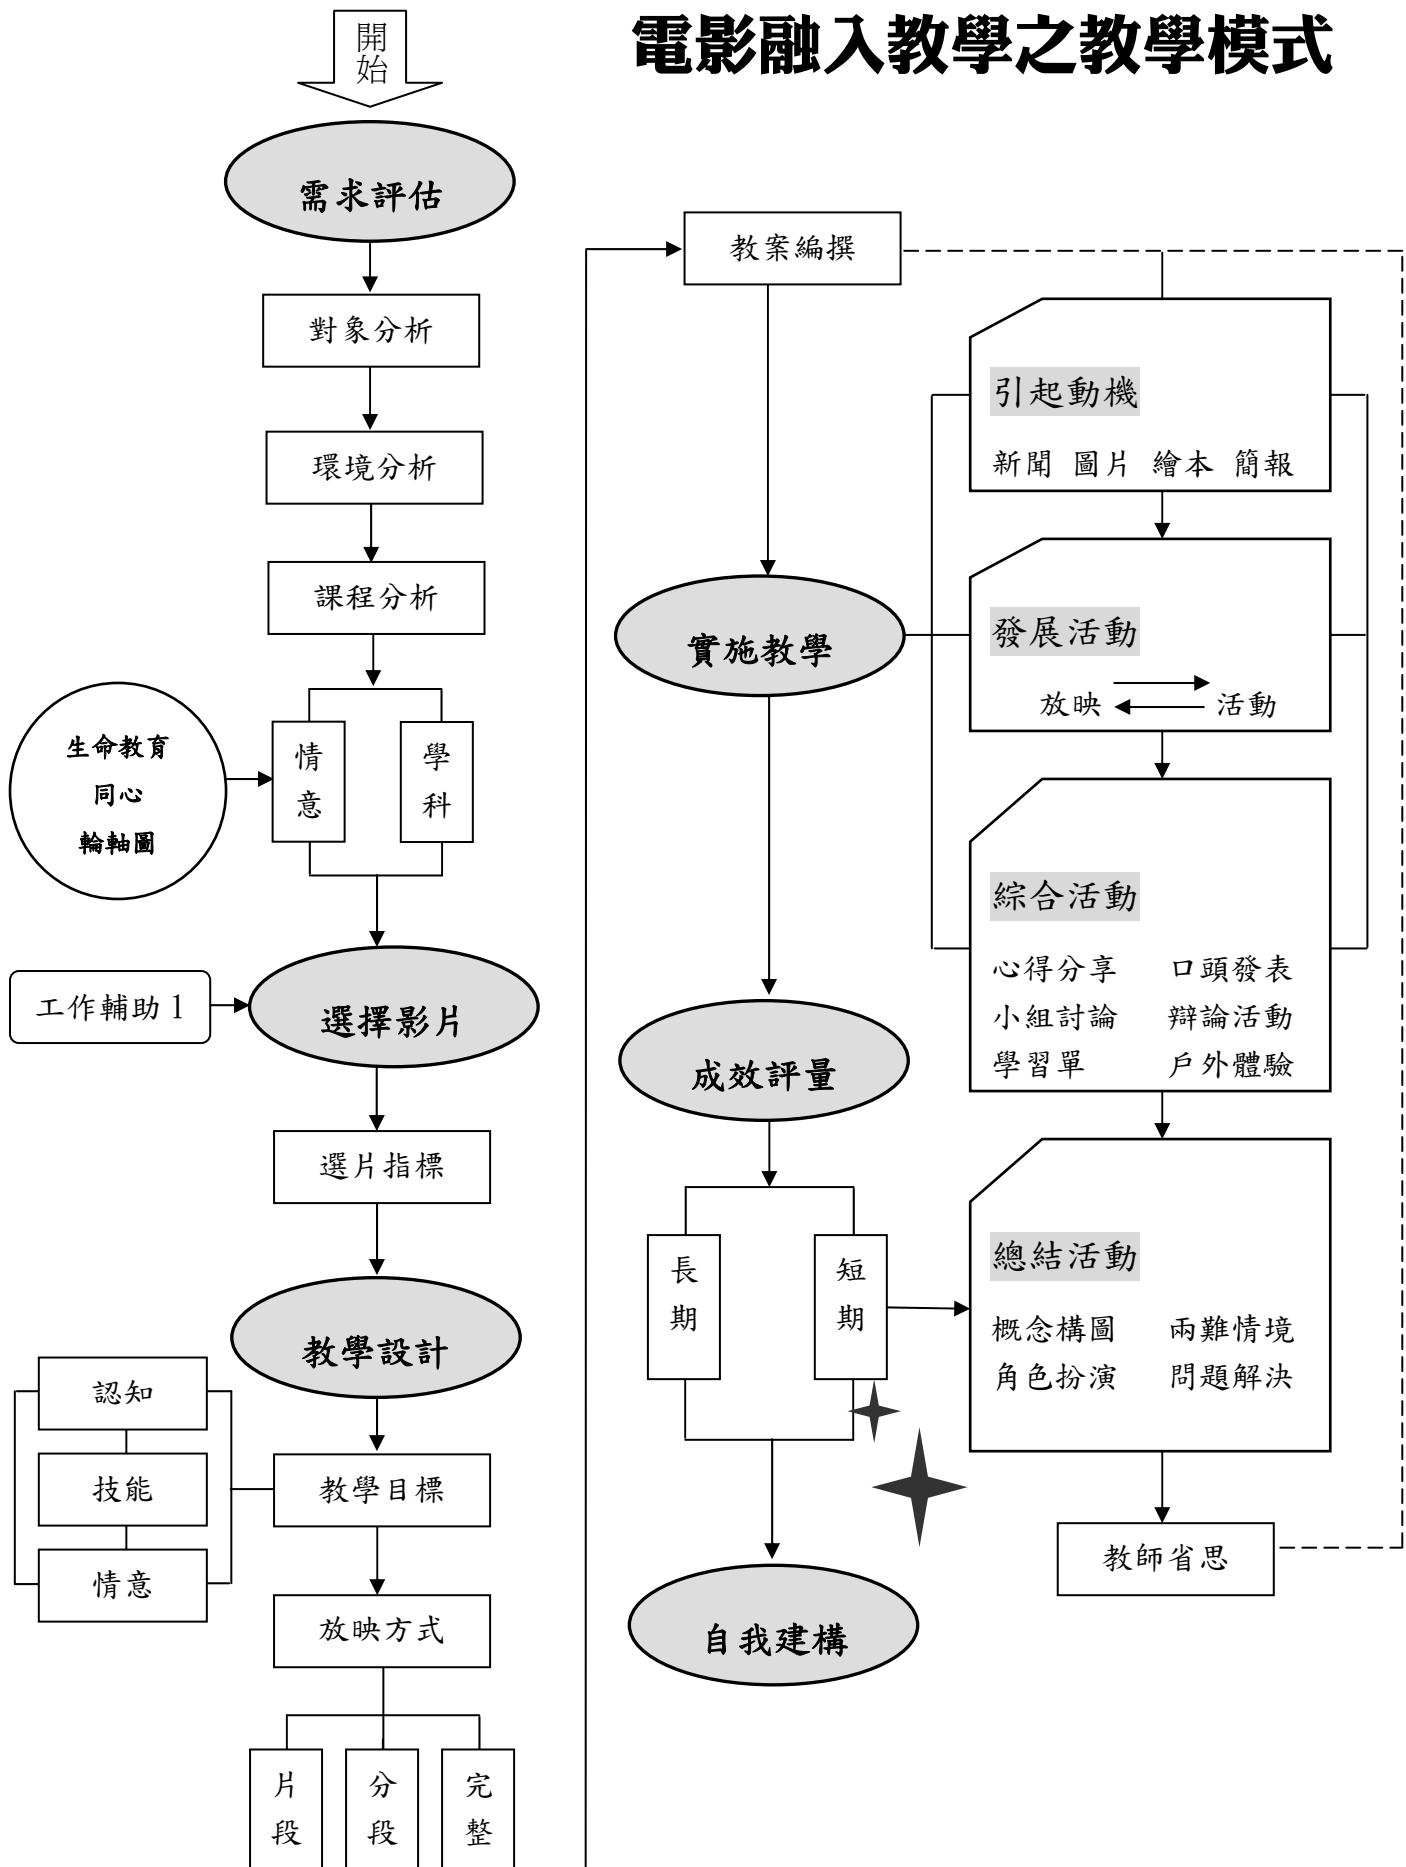 電影融入教學之教學模式
開始
需求評估
對象分析
環境分析
課程分析
情意
學科
生命教育
同心
輪軸圖
工作輔助1
選擇影片
選片指標
教學設計
認知
技能
情意
教學目標
放映方式
片段
分段
完整
教案編撰
實施教學
成效評量
長期
短期
自我建構
引起動機
新聞 圖片 繪本 簡報
發展活動
放映 活動
綜合活動
心得分享 口頭發表
小組討論 辯論活動
學習單 戶外體驗
總結活動
概念構圖 兩難情境
角色扮演 問題解決
教師省思